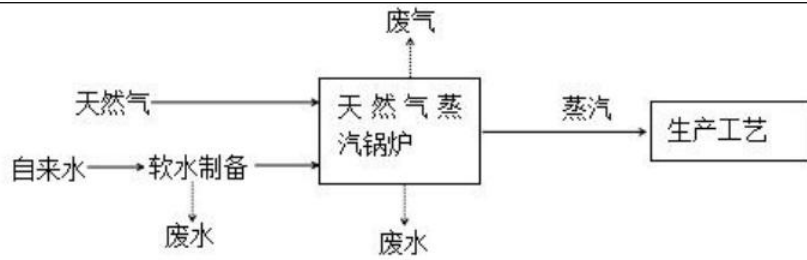 废气
天然气
天然气蒸
汽锅炉
蒸汽
生产工艺
自来水
软水制备
废水
废水